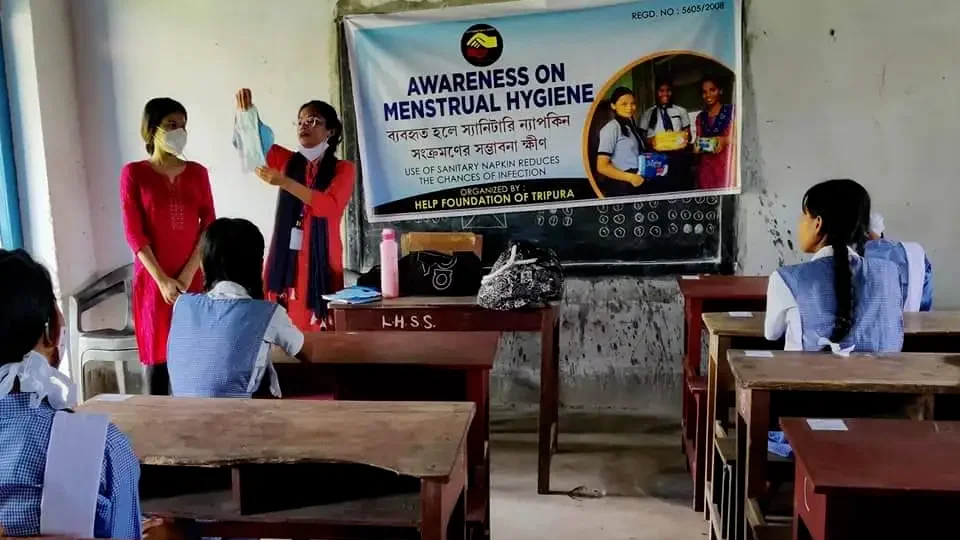 REGD. NO : 5605/2008
AWARENESS ON
MENSTRUAL HYGIENE
ব্যবহৃত হলে স্যানিটারি ন্যাপকিন
সংক্রমণের সম্ভাবনা ক্ষীণ
USE OF SANITARY NAPKIN REDUCES
THE CHANCES OF INFECTION
ORGANIZED BY :
HELP FOUNDATION OF TRIPURA
L.H.S.S.